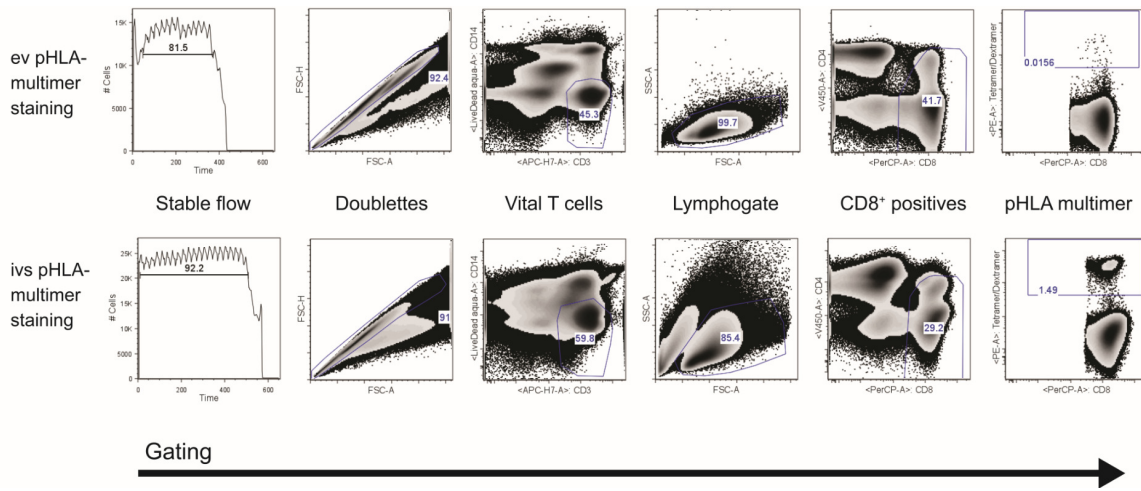 ev pHLA-
multimer
staining
# Cells
15K
10K
5000
0
81.5
0 200 400 600
Time
FSC-H
92.4
FSC-A
<LiveDead aqua-A>: CD14
45.3
<APC-H7-A>: CD3
SSC-A
99.7
FSC-A
<V450-A>: CD4
41.7
<PerCP-A>: CD8
<PE-A>: Tetramer/Dextramer
0.0156
<PerCP-A>: CD8
Stable flow
Doublettes
Vital T cells
Lymphogate
CD8⁺ positives
pHLA multimer
ivs pHLA-
multimer
staining
# Cells
25K
20K
15K
10K
5000
0
92.2
0 200 400 600
Time
FSC-H
91
FSC-A
<LiveDead aqua-A>: CD14
59.8
<APC-H7-A>: CD3
SSC-A
85.4
FSC-A
<V450-A>: CD4
29.2
<PerCP-A>: CD8
<PE-A>: Tetramer/Dextramer
1.49
<PerCP-A>: CD8
Gating